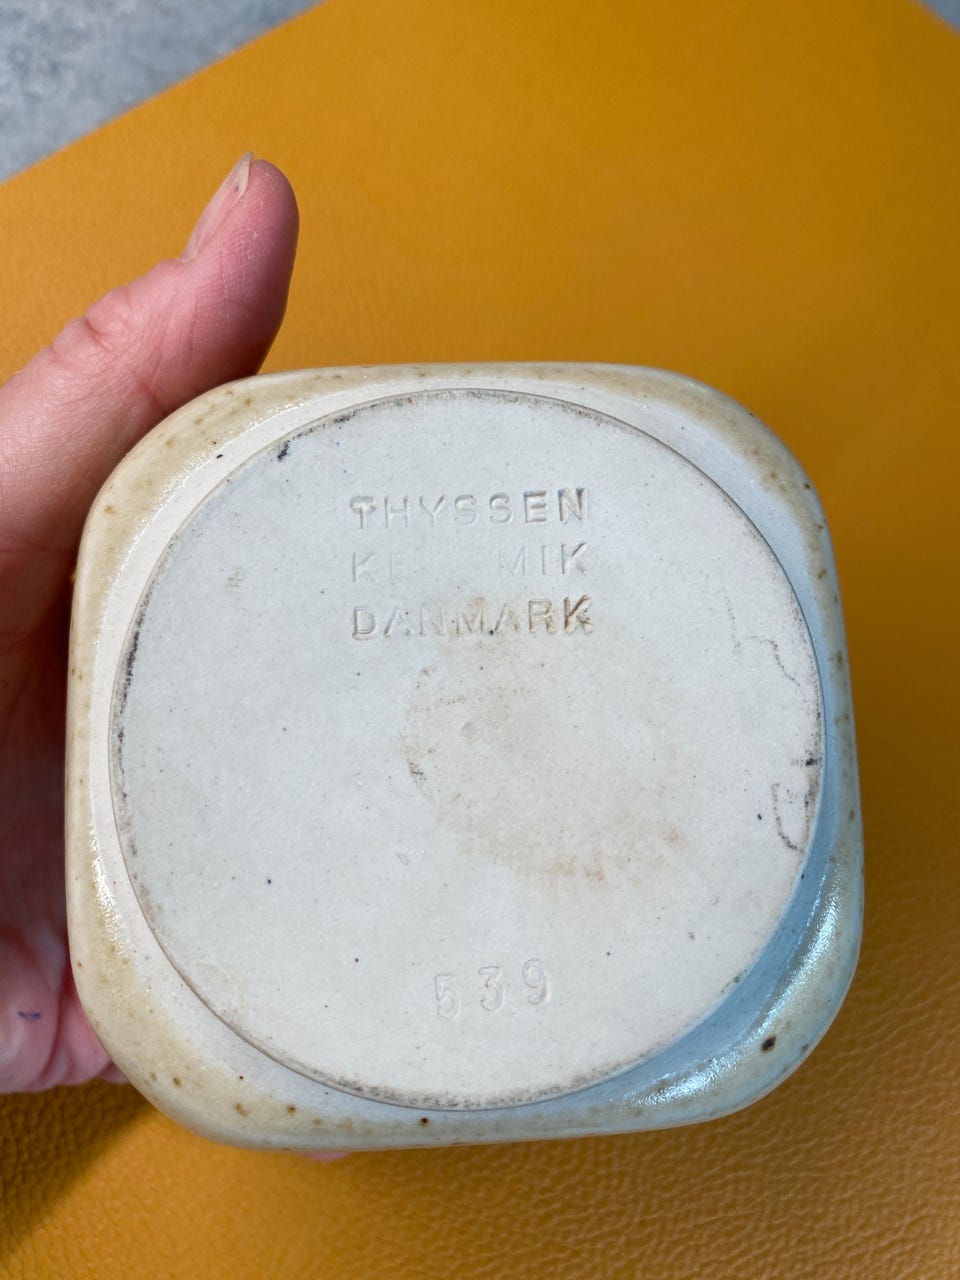 THYSSEN
DANMARK
539